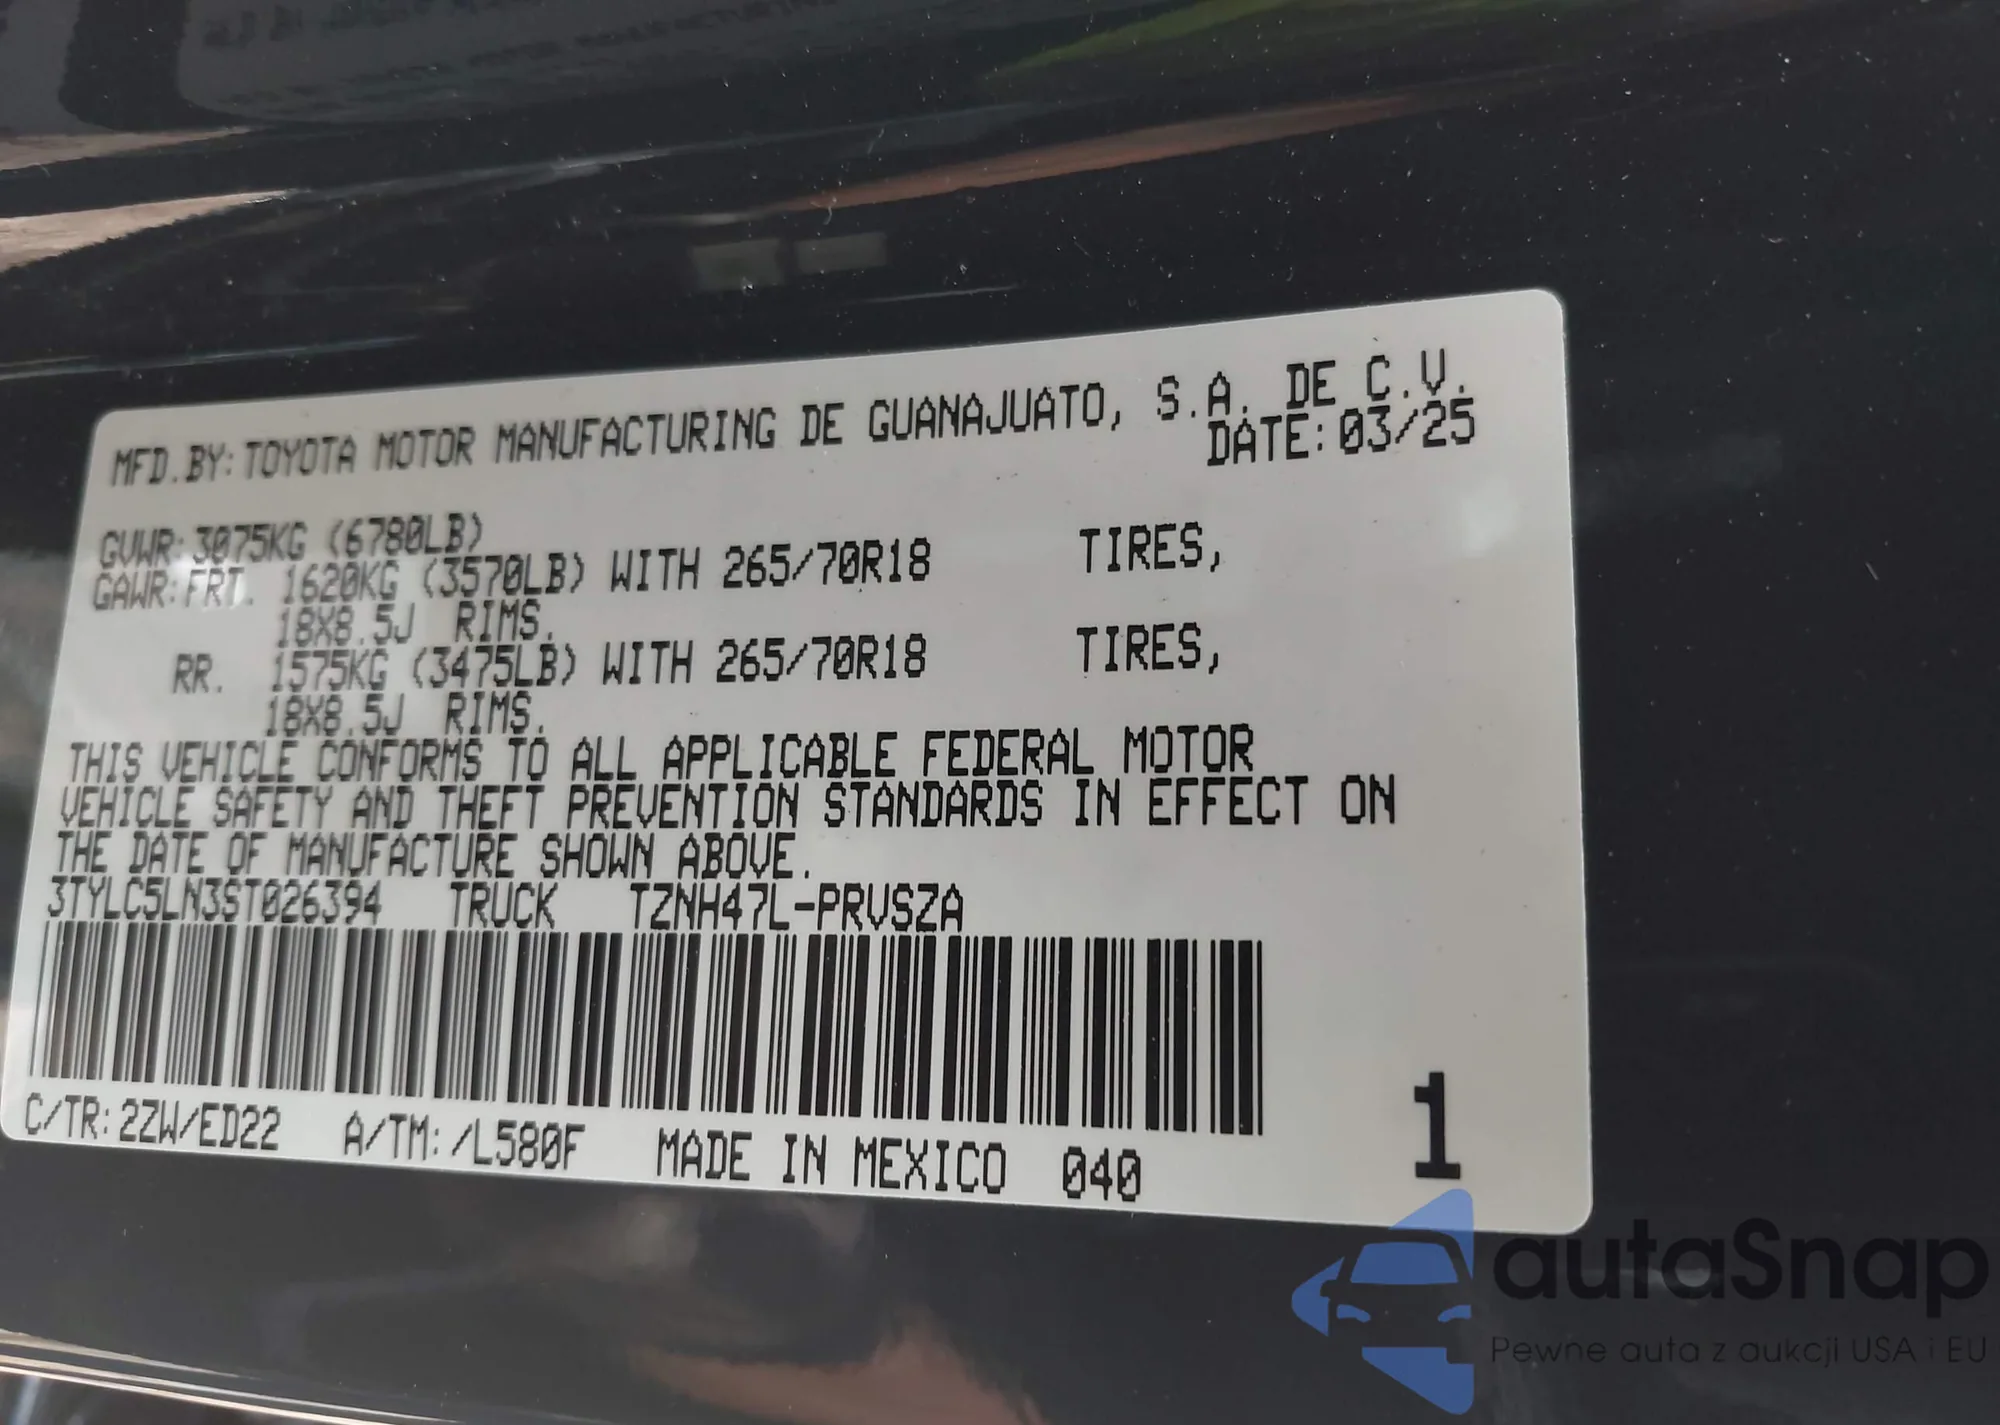 MFD.BY: TOYOTA MOTOR MANUFACTURING DE GUANAJUATO, S.A. DE C.V.
DATE: 03/25
GVWR: 3075KG (6780LB)
GAWR: FRT. 1620KG (3570LB) WITH 265/70R18 TIRES,
18X8.5J RIMS.
RR. 1575KG (3475LB) WITH 265/70R18 TIRES,
18X8.5J RIMS.
THIS VEHICLE CONFORMS TO ALL APPLICABLE FEDERAL MOTOR
VEHICLE SAFETY AND THEFT PREVENTION STANDARDS IN EFFECT ON
THE DATE OF MANUFACTURE SHOWN ABOVE.
3TYLC5LN3ST026394 TRUCK TZNH47L-PRVSZA
C/TR: 2ZW/ED22 A/TM: /L580F MADE IN MEXICO 040
1
autaSnap
Pewne auta z aukcji USA i EU